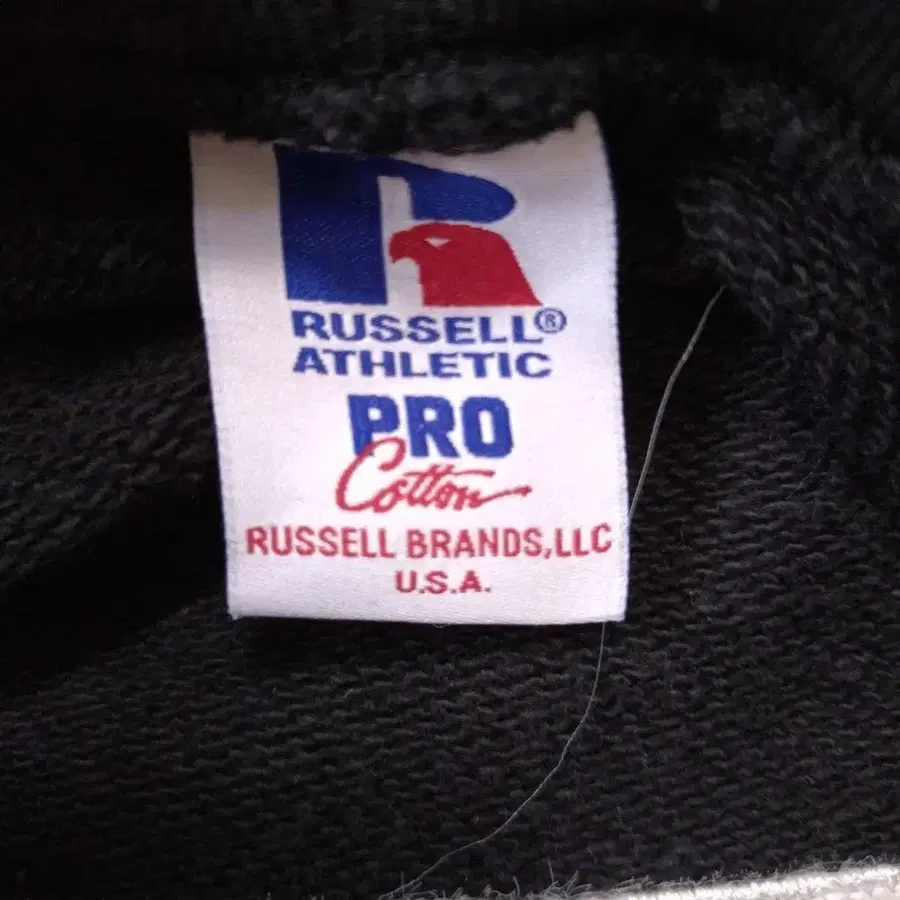 RUSSELL®
ATHLETIC
PRO
Cotton
RUSSELL BRANDS, LLC
U.S.A.